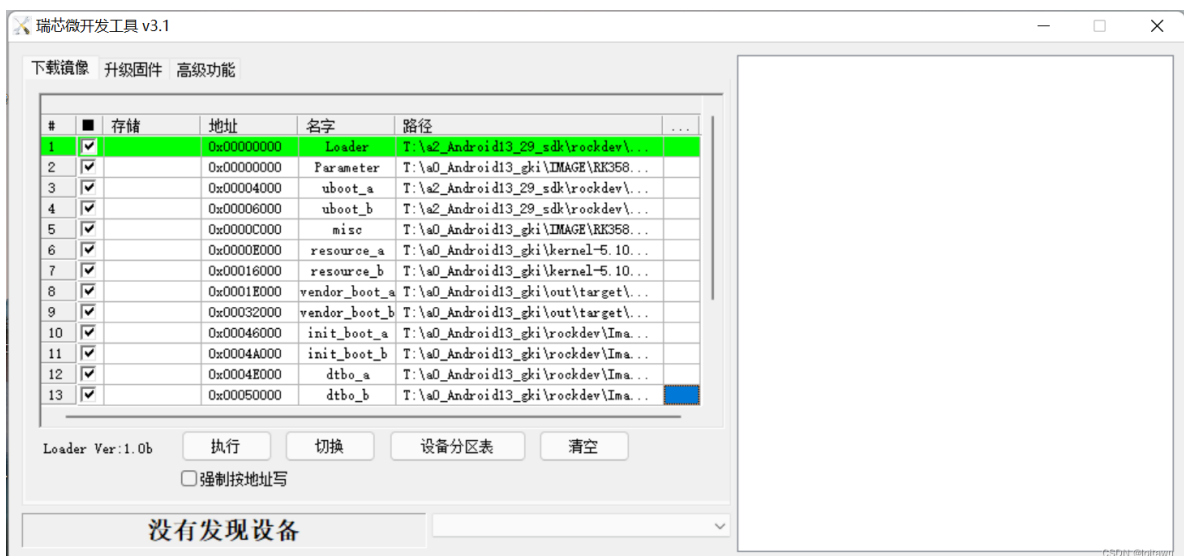 瑞芯微开发工具 v3.1
下载镜像 升级固件 高级功能
# 存储 地址 名字 路径 ...
1 0x00000000 Loader T:\a2_Android13_29_sdk\rockdev\...
2 0x00000000 Parameter T:\a0_Android13_gki\IMAGE\RK358...
3 0x00004000 uboot_a T:\a2_Android13_29_sdk\rockdev\...
4 0x00006000 uboot_b T:\a2_Android13_29_sdk\rockdev\...
5 0x0000C000 misc T:\a0_Android13_gki\IMAGE\RK358...
6 0x0000E000 resource_a T:\a0_Android13_gki\kernel-5.10...
7 0x00016000 resource_b T:\a0_Android13_gki\kernel-5.10...
8 0x0001E000 vendor_boot_a T:\a0_Android13_gki\out\target\...
9 0x00032000 vendor_boot_b T:\a0_Android13_gki\out\target\...
10 0x00046000 init_boot_a T:\a0_Android13_gki\rockdev\Ima...
11 0x0004A000 init_boot_b T:\a0_Android13_gki\rockdev\Ima...
12 0x0004E000 dtbo_a T:\a0_Android13_gki\rockdev\Ima...
13 0x00050000 dtbo_b T:\a0_Android13_gki\rockdev\Ima...
Loader Ver:1.0b 执行 切换 设备分区表 清空
强制按地址写
没有发现设备